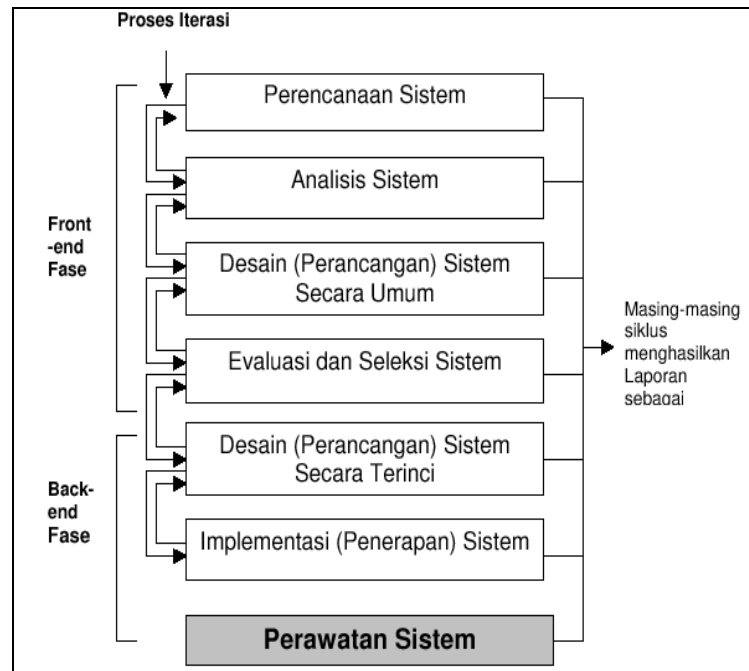 Proses Iterasi
Perencanaan Sistem
Analisis Sistem
Front
-end
Fase
Desain (Perancangan) Sistem
Secara Umum
Evaluasi dan Seleksi Sistem
Masing-masing
siklus
menghasilkan
Laporan
sebagai
Desain (Perancangan) Sistem
Secara Terinci
Back-
end
Fase
Implementasi (Penerapan) Sistem
Perawatan Sistem